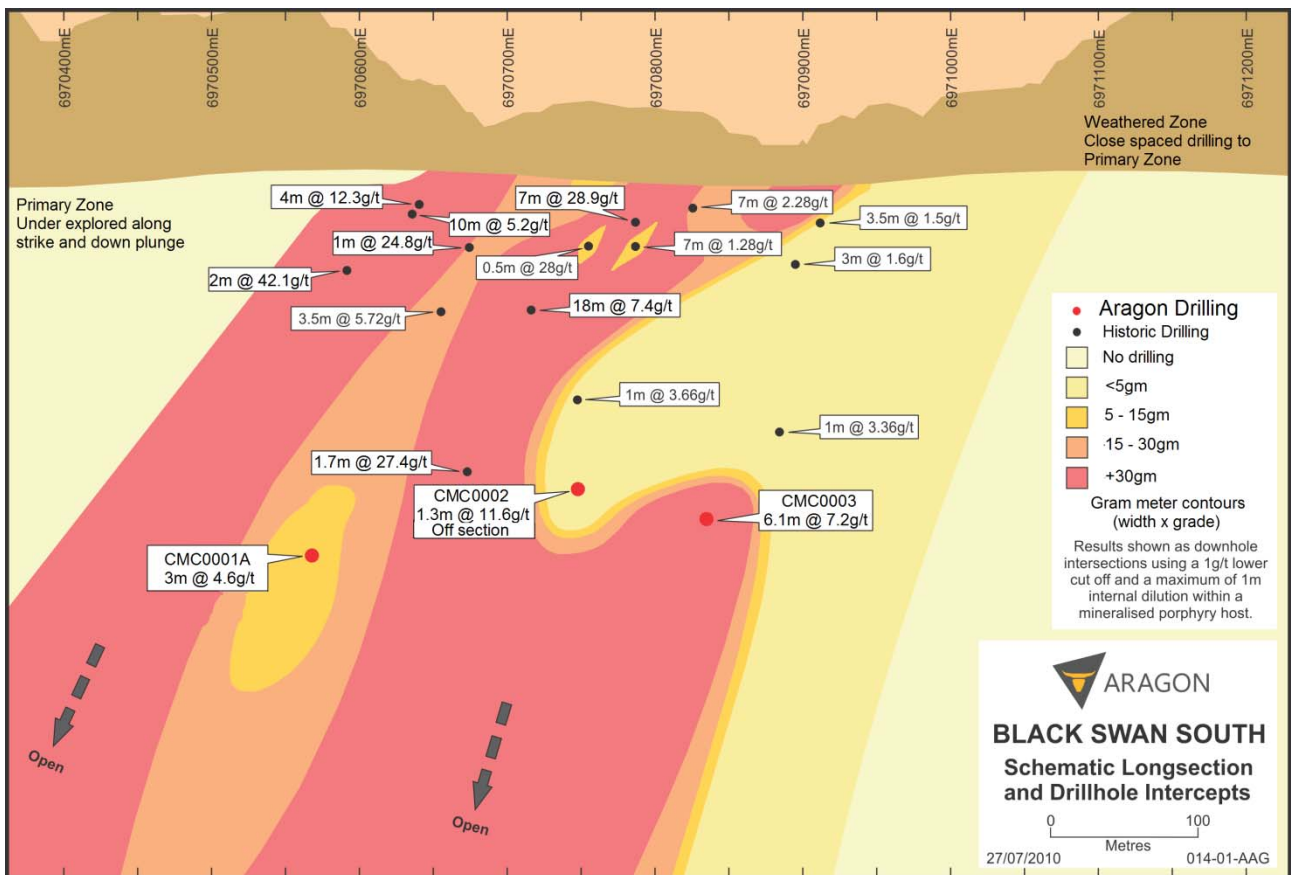 6970400mE
6970500mE
6970600mE
6970700mE
6970800mE
6970900mE
6971000mE
6971100mE
6971200mE
Weathered Zone
Close spaced drilling to
Primary Zone
Primary Zone
Under explored along
strike and down plunge
4m @ 12.3g/t
10m @ 5.2g/t
1m @ 24.8g/t
2m @ 42.1g/t
3.5m @ 5.72g/t
7m @ 28.9g/t
0.5m @ 28g/t
7m @ 2.28g/t
7m @ 1.28g/t
3.5m @ 1.5g/t
3m @ 1.6g/t
18m @ 7.4g/t
1m @ 3.66g/t
1m @ 3.36g/t
1.7m @ 27.4g/t
CMC0002
1.3m @ 11.6g/t
Off section
CMC0003
6.1m @ 7.2g/t
CMC0001A
3m @ 4.6g/t
Open
Open
Aragon Drilling
Historic Drilling
No drilling
<5gm
5 - 15gm
15 - 30gm
+30gm
Gram meter contours
(width x grade)
Results shown as downhole
intersections using a 1g/t lower
cut off and a maximum of 1m
internal dilution within a
mineralised porphyry host.
ARAGON
BLACK SWAN SOUTH
Schematic Longsection
and Drillhole Intercepts
0 100
Metres
27/07/2010 014-01-AAG